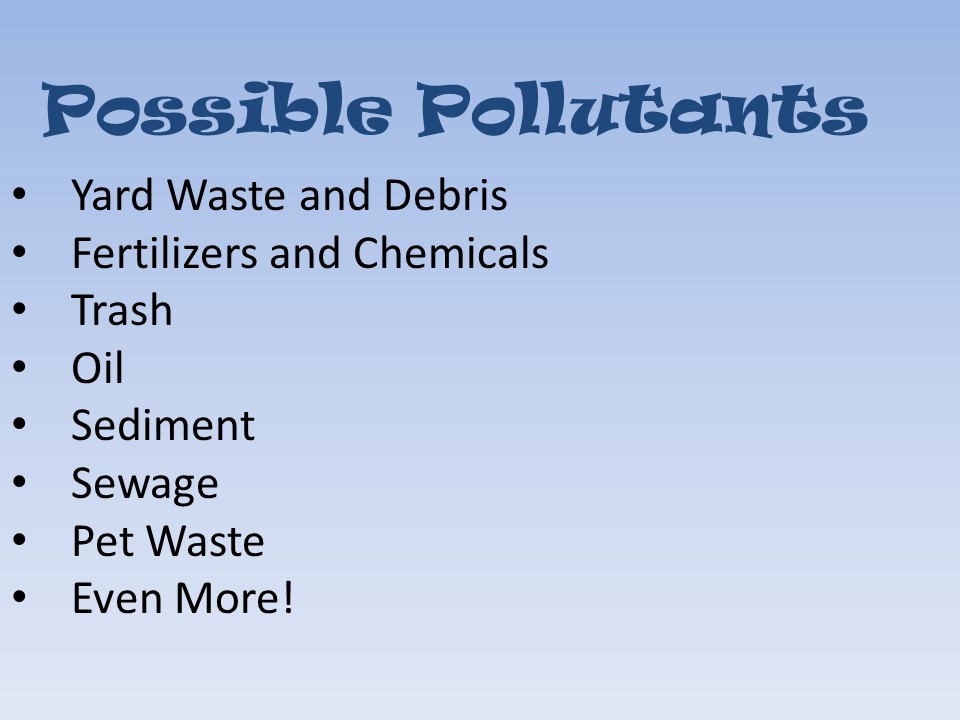 Possible Pollutants
• Yard Waste and Debris
• Fertilizers and Chemicals
• Trash
• Oil
• Sediment
• Sewage
• Pet Waste
• Even More!